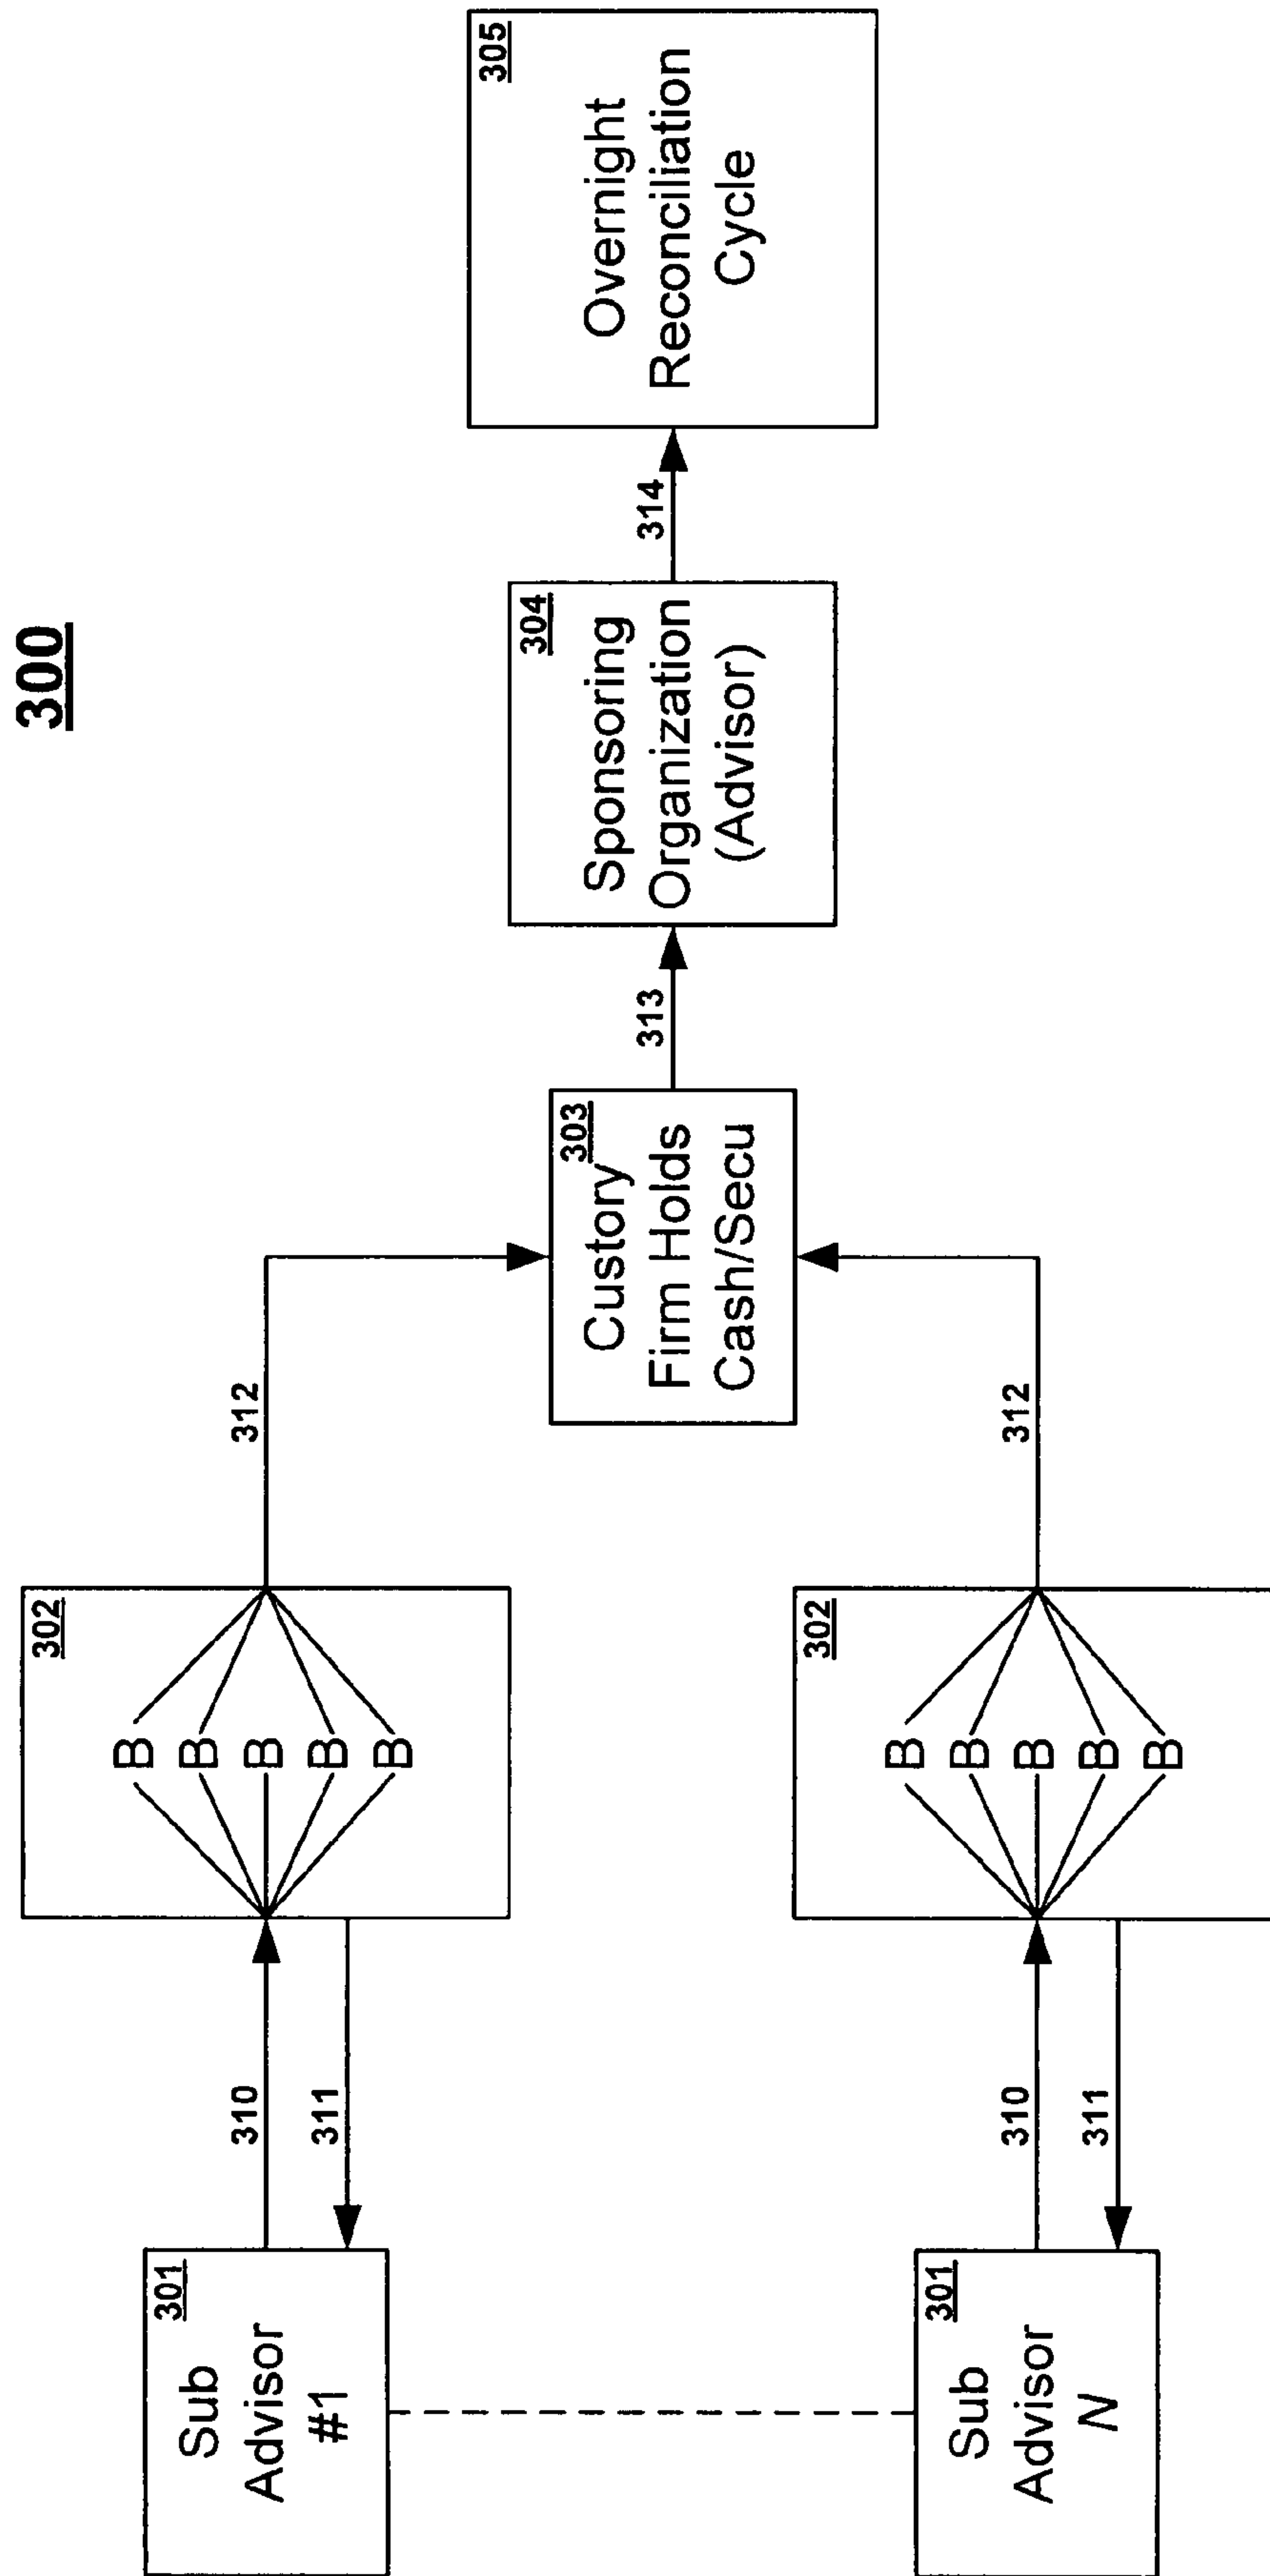 300
301
Sub
Advisor
#1
310
311
302
B
B
B
B
B
312
301
Sub
Advisor
N
310
311
302
B
B
B
B
B
312
303
Custory
Firm Holds
Cash/Secu
313
304
Sponsoring
Organization
(Advisor)
314
305
Overnight
Reconciliation
Cycle